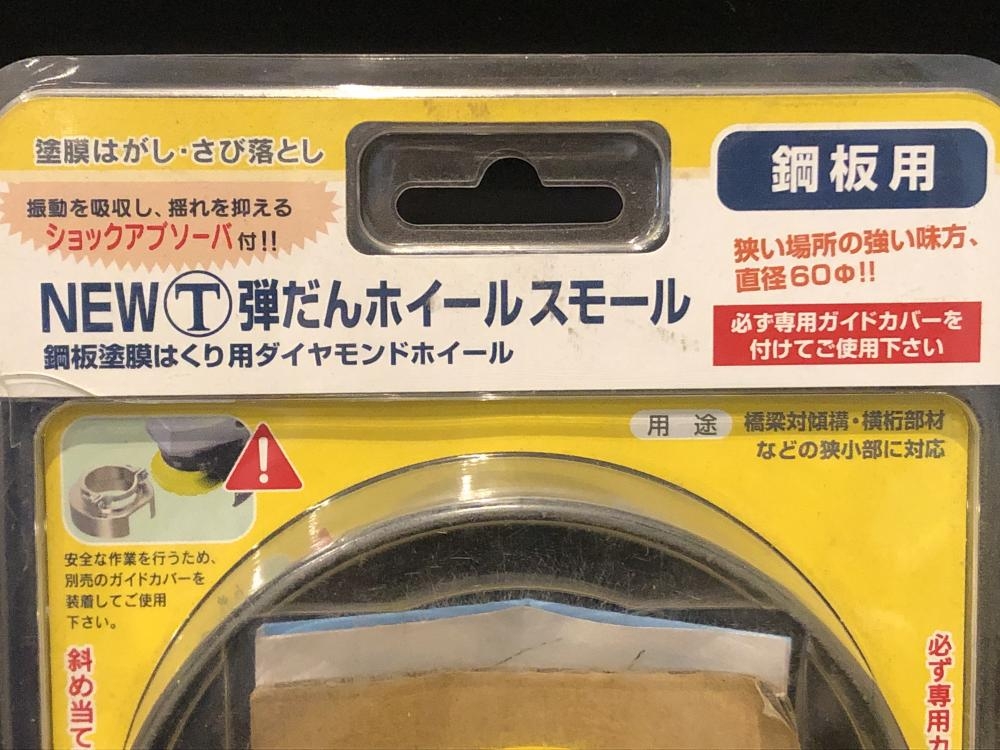 塗膜はがし・さび落とし
振動を吸収し、揺れを抑える
ショックアブソーバ付!!
NEW Ⓣ 弾だんホイールスモール
鋼板塗膜はくり用ダイヤモンドホイール
鋼板用
狭い場所の強い味方、
直径60Φ!!
必ず専用ガイドカバーを
付けてご使用下さい
用途 橋梁対傾構・横桁部材
などの狭小部に対応
安全な作業を行うため、
別売のガイドカバーを
装着してご使用
下さい。
斜め当て
必ず専用カ